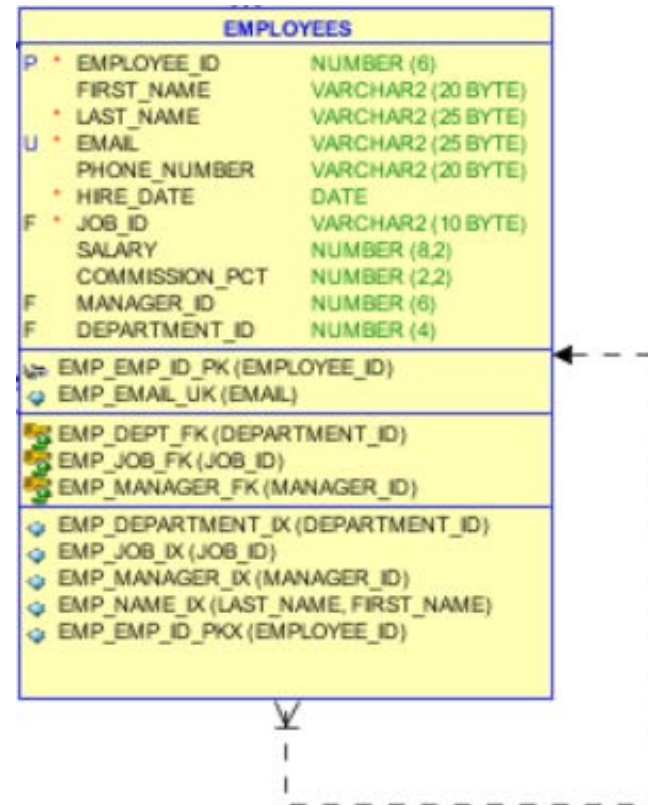 EMPLOYEES
P * EMPLOYEE_ID NUMBER (6)
FIRST_NAME VARCHAR2 (20 BYTE)
* LAST_NAME VARCHAR2 (25 BYTE)
U * EMAIL VARCHAR2 (25 BYTE)
PHONE_NUMBER VARCHAR2 (20 BYTE)
* HIRE_DATE DATE
F * JOB_ID VARCHAR2 (10 BYTE)
SALARY NUMBER (8,2)
COMMISSION_PCT NUMBER (2,2)
F MANAGER_ID NUMBER (6)
F DEPARTMENT_ID NUMBER (4)
EMP_EMP_ID_PK (EMPLOYEE_ID)
EMP_EMAIL_UK (EMAIL)
EMP_DEPT_FK (DEPARTMENT_ID)
EMP_JOB_FK (JOB_ID)
EMP_MANAGER_FK (MANAGER_ID)
EMP_DEPARTMENT_IX (DEPARTMENT_ID)
EMP_JOB_IX (JOB_ID)
EMP_MANAGER_IX (MANAGER_ID)
EMP_NAME_IX (LAST_NAME, FIRST_NAME)
EMP_EMP_ID_PKX (EMPLOYEE_ID)